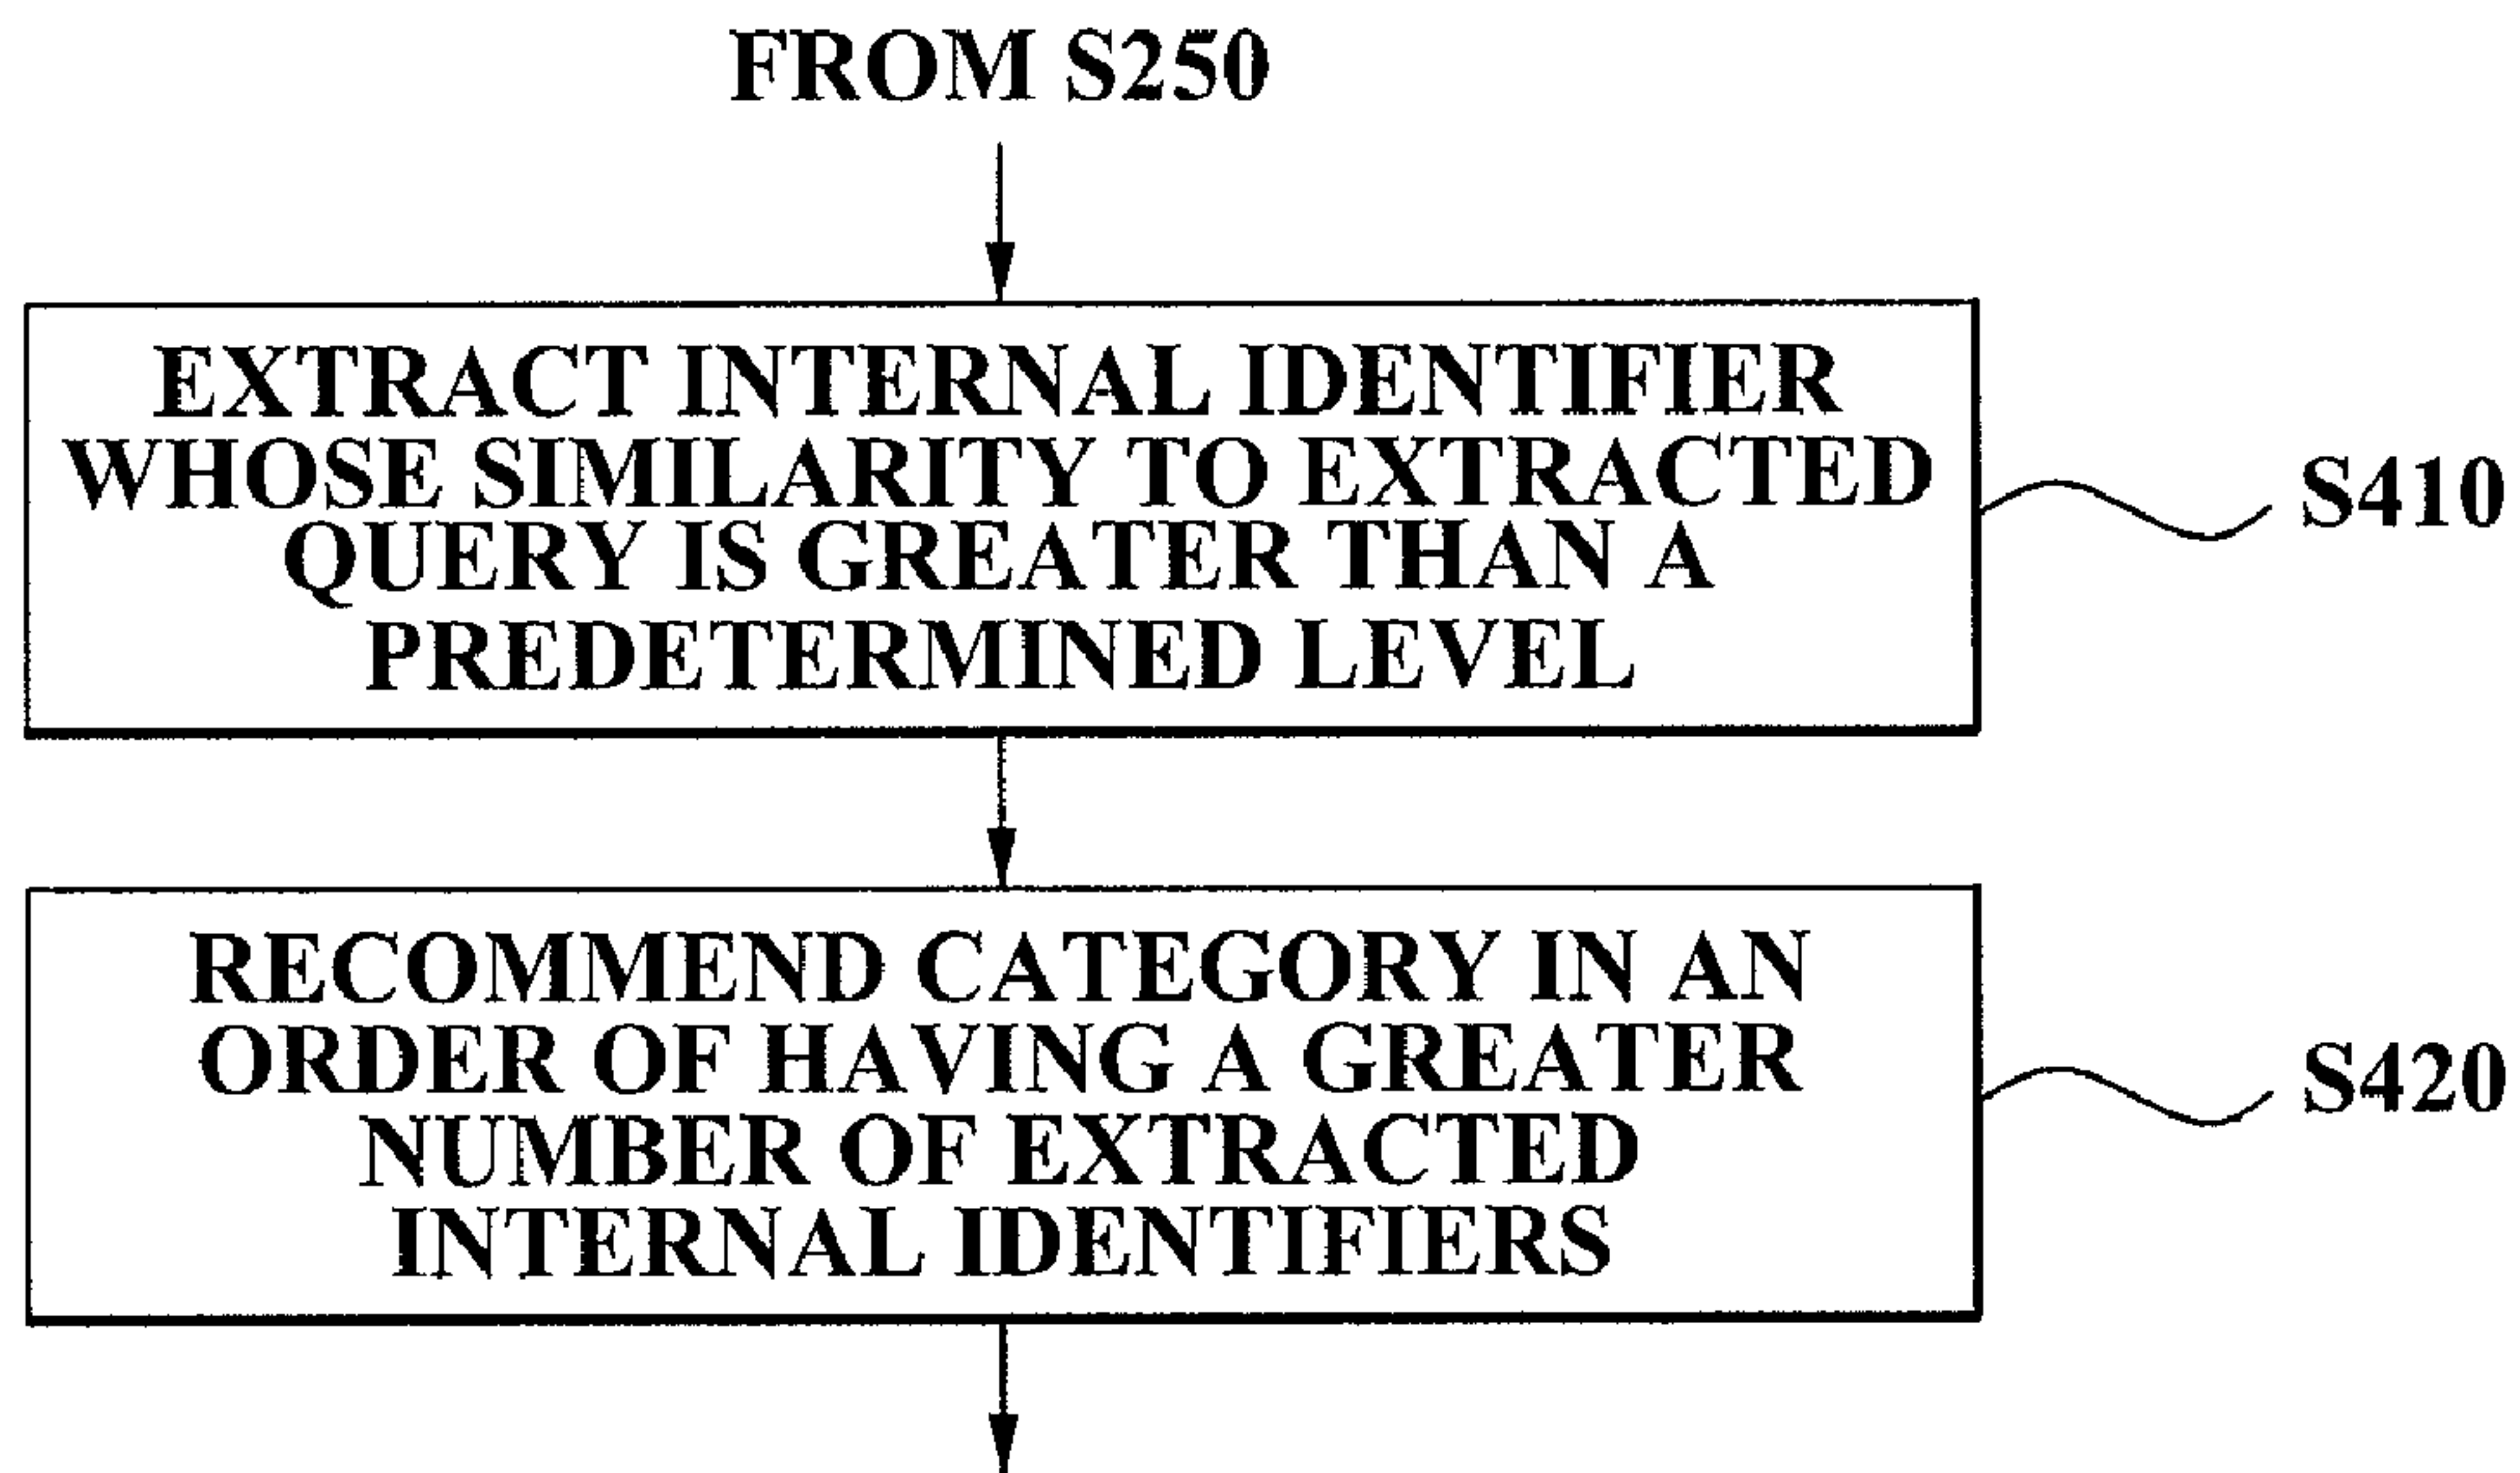 FROM S250
EXTRACT INTERNAL IDENTIFIER
WHOSE SIMILARITY TO EXTRACTED
QUERY IS GREATER THAN A
PREDETERMINED LEVEL
S410
RECOMMEND CATEGORY IN AN
ORDER OF HAVING A GREATER
NUMBER OF EXTRACTED
INTERNAL IDENTIFIERS
S420